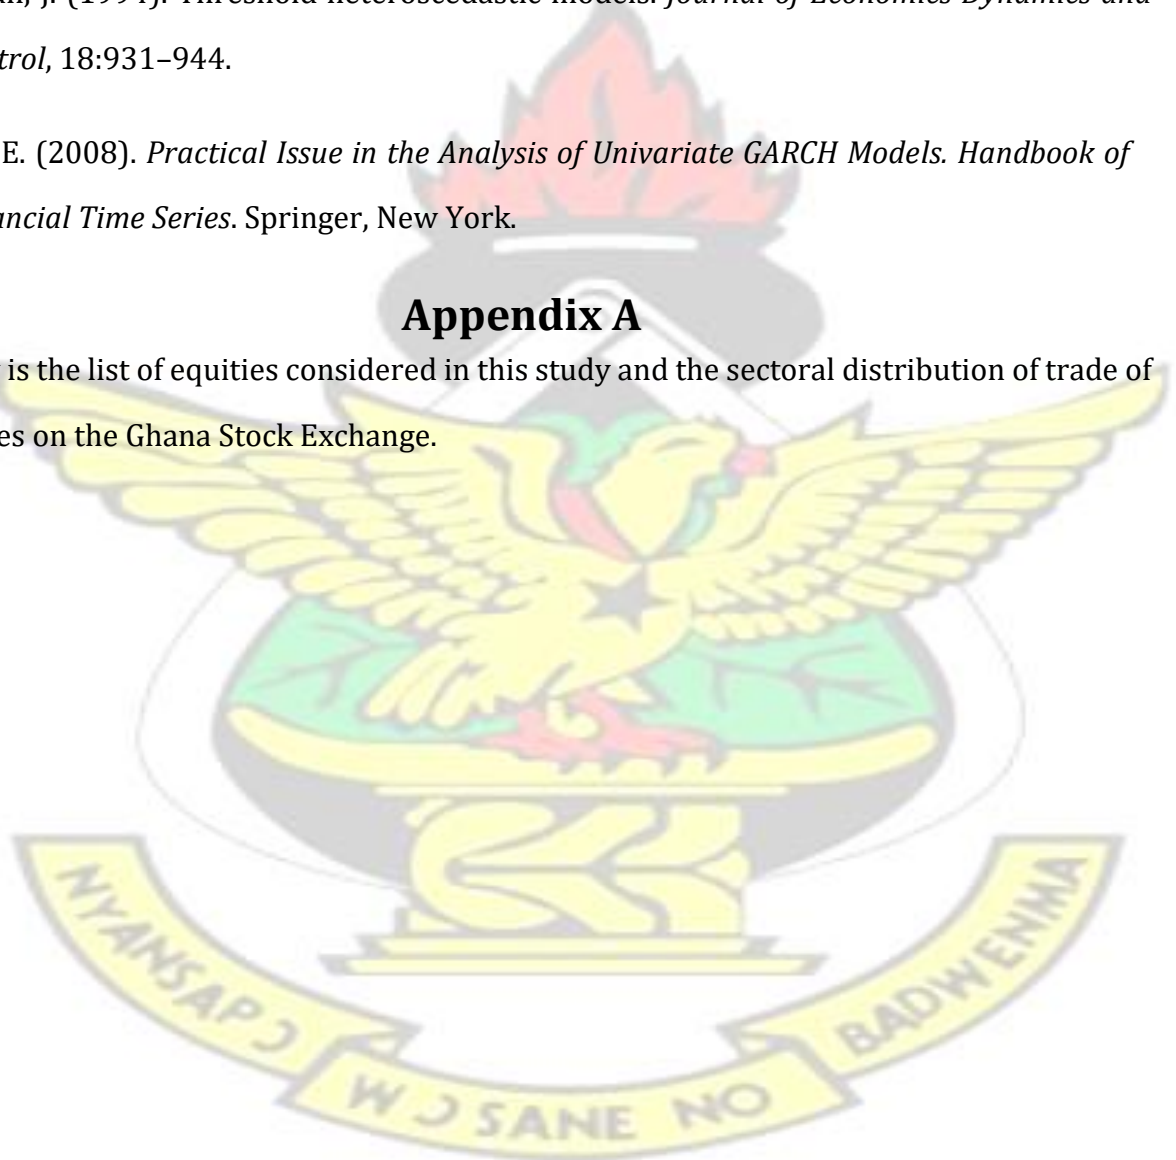 J. (1994). Threshold heteroscedastic models. Journal of Economics Dynamics and
trol, 18:931–944.
E. (2008). Practical Issue in the Analysis of Univariate GARCH Models. Handbook of
ancial Time Series. Springer, New York.
Appendix A
is the list of equities considered in this study and the sectoral distribution of trade of
es on the Ghana Stock Exchange.
NYANSAPƆ WƆSANE NO BADWENMA